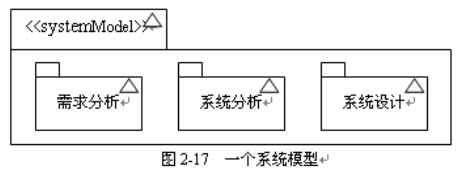 <<systemModel>>
需求分析
系统分析
系统设计
图 2-17 一个系统模型